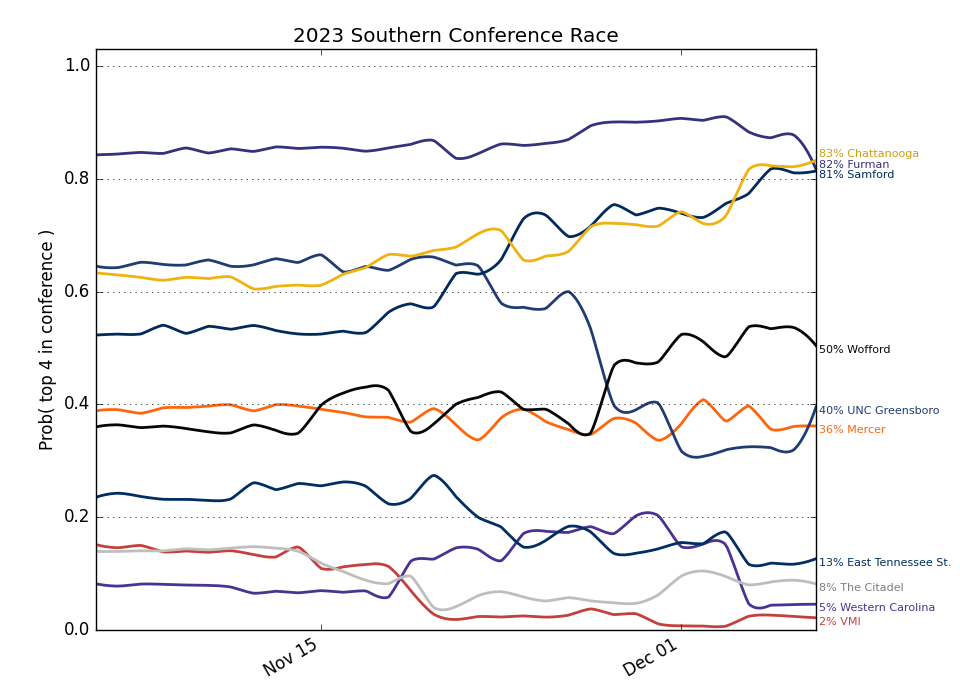 2023 Southern Conference Race
Prob( top 4 in conference )
1.0
0.8
0.6
0.4
0.2
0.0
Nov 15
Dec 01
83% Chattanooga
82% Furman
81% Samford
50% Wofford
40% UNC Greensboro
36% Mercer
13% East Tennessee St.
8% The Citadel
5% Western Carolina
2% VMI